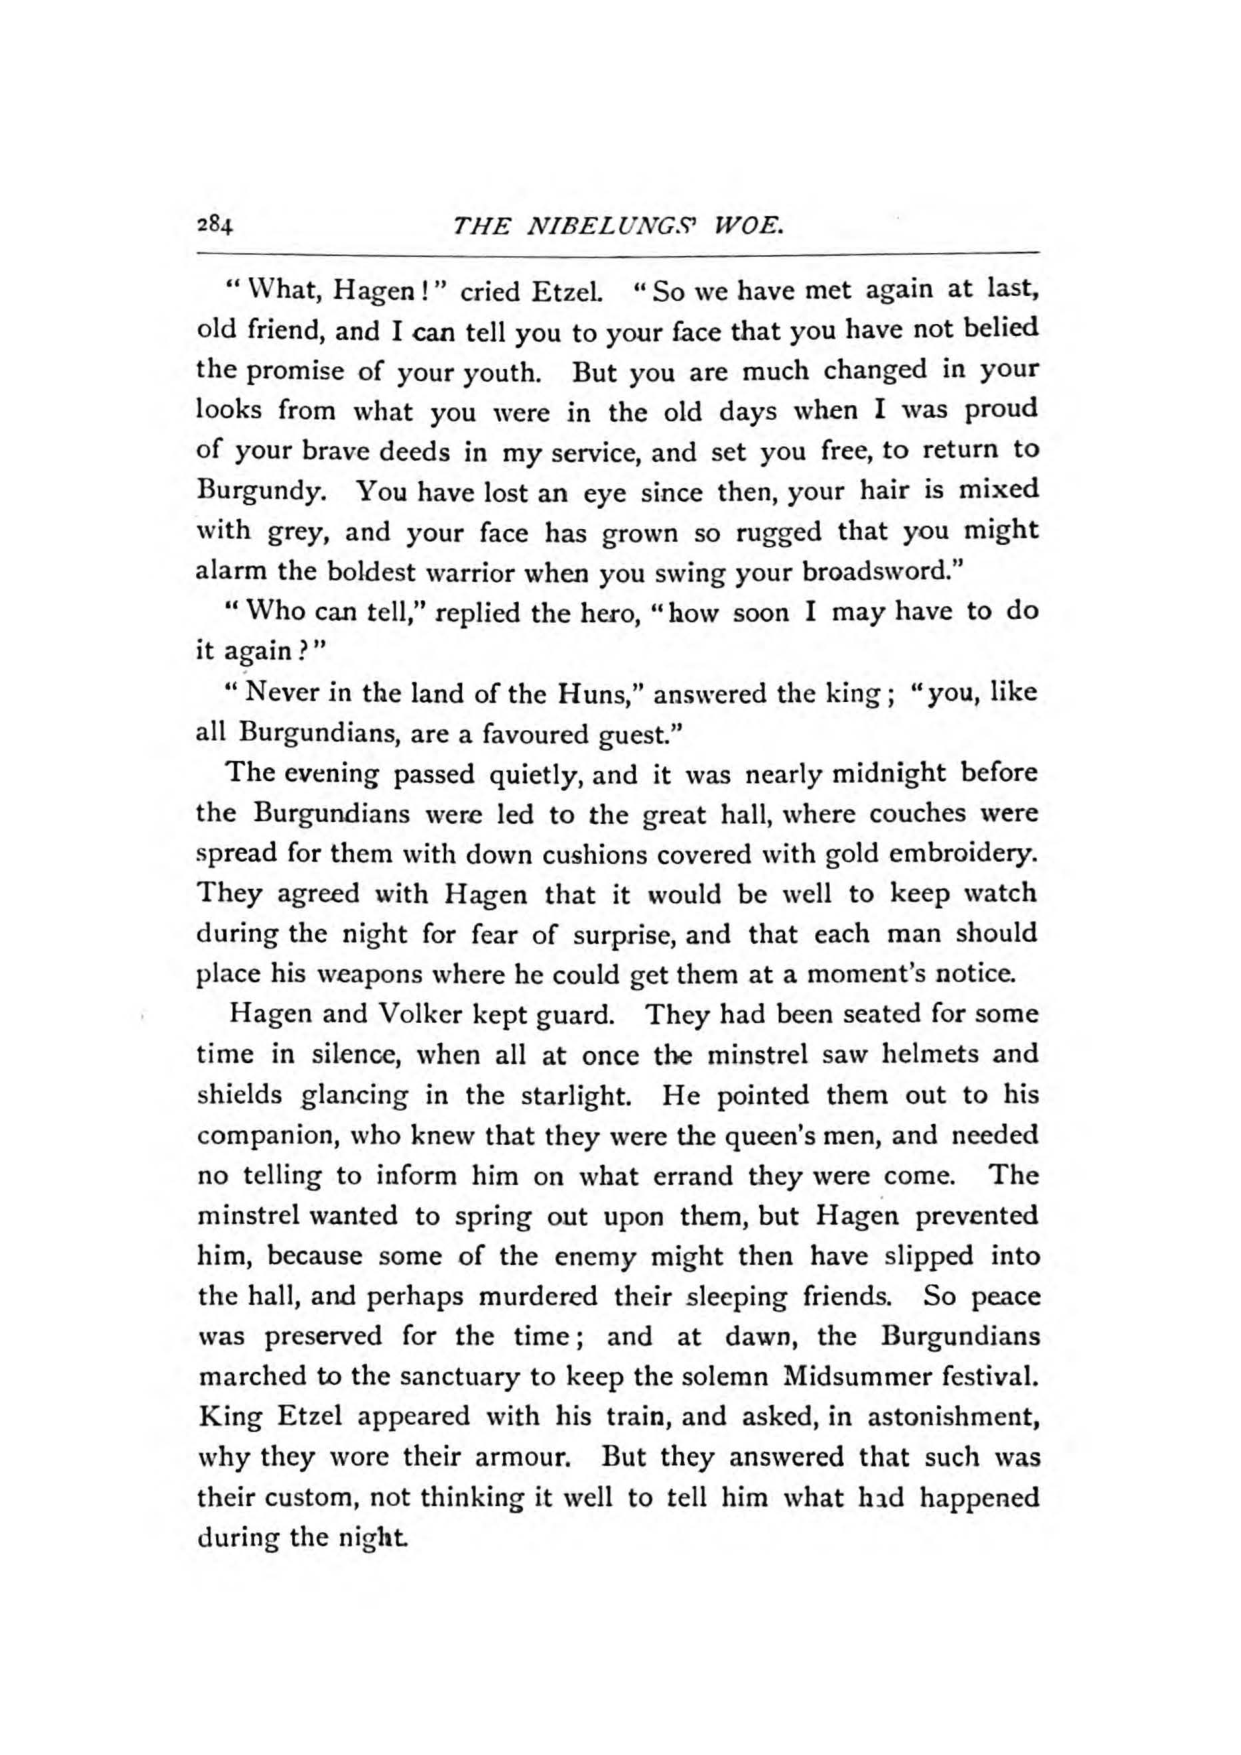 284 THE NIBELUNGS' WOE.
"What, Hagen!" cried Etzel. "So we have met again at last,
old friend, and I can tell you to your face that you have not belied
the promise of your youth. But you are much changed in your
looks from what you were in the old days when I was proud
of your brave deeds in my service, and set you free, to return to
Burgundy. You have lost an eye since then, your hair is mixed
with grey, and your face has grown so rugged that you might
alarm the boldest warrior when you swing your broadsword."
"Who can tell," replied the hero, "how soon I may have to do
it again?"
"Never in the land of the Huns," answered the king; "you, like
all Burgundians, are a favoured guest."
The evening passed quietly, and it was nearly midnight before
the Burgundians were led to the great hall, where couches were
spread for them with down cushions covered with gold embroidery.
They agreed with Hagen that it would be well to keep watch
during the night for fear of surprise, and that each man should
place his weapons where he could get them at a moment's notice.
Hagen and Volker kept guard. They had been seated for some
time in silence, when all at once the minstrel saw helmets and
shields glancing in the starlight. He pointed them out to his
companion, who knew that they were the queen's men, and needed
no telling to inform him on what errand they were come. The
minstrel wanted to spring out upon them, but Hagen prevented
him, because some of the enemy might then have slipped into
the hall, and perhaps murdered their sleeping friends. So peace
was preserved for the time; and at dawn, the Burgundians
marched to the sanctuary to keep the solemn Midsummer festival.
King Etzel appeared with his train, and asked, in astonishment,
why they wore their armour. But they answered that such was
their custom, not thinking it well to tell him what had happened
during the night.